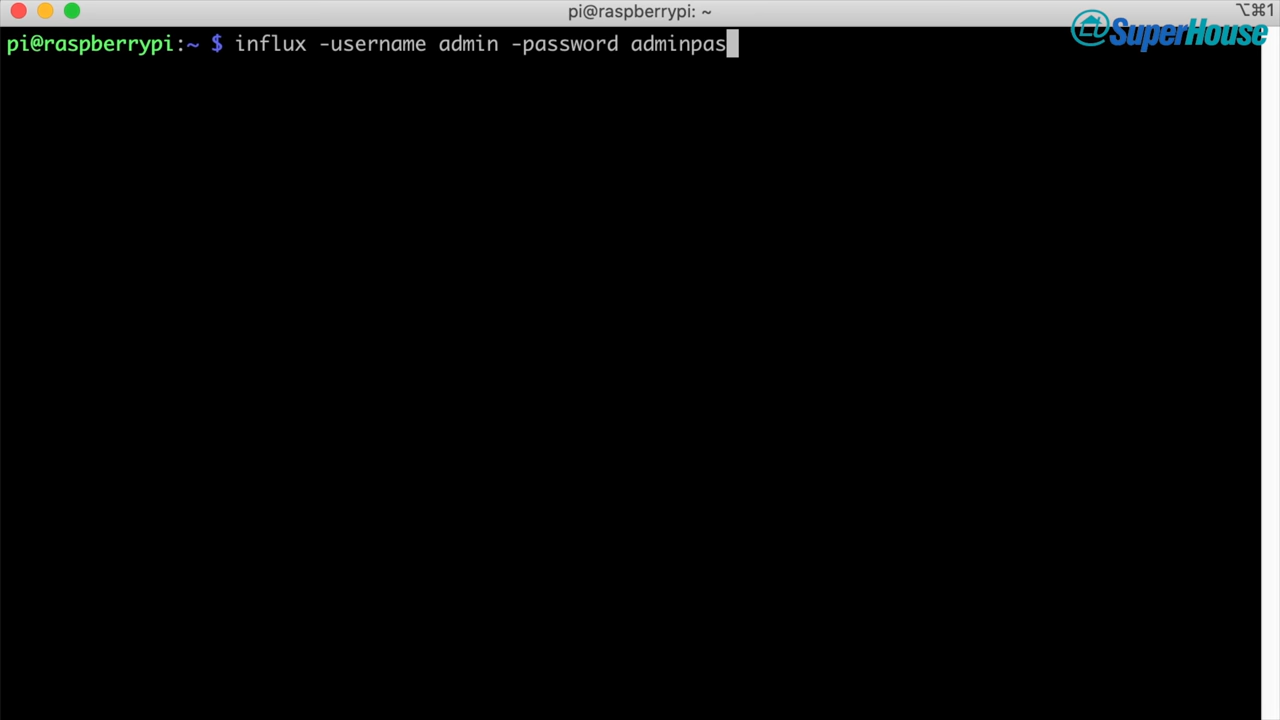 pi@raspberrypi: ~
⌥⌘1
SuperHouse
pi@raspberrypi:~ $ influx -username admin -password adminpas